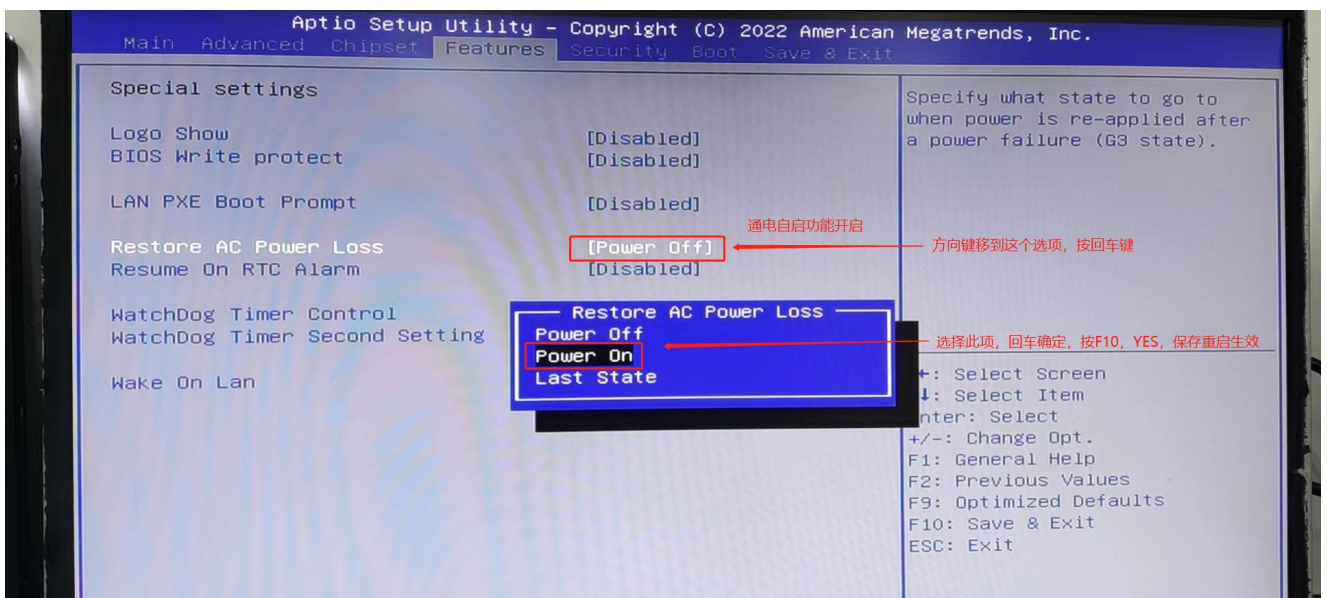 Aptio Setup Utility – Copyright (C) 2022 American Megatrends, Inc.
Main Advanced Chipset Features Security Boot Save & Exit
Special settings
Logo Show [Disabled]
BIOS Write protect [Disabled]
LAN PXE Boot Prompt [Disabled]
通电自启功能开启
Restore AC Power Loss [Power Off]
方向键移到这个选项，按回车键
Resume On RTC Alarm [Disabled]
WatchDog Timer Control
WatchDog Timer Second Setting
Wake On Lan
Restore AC Power Loss
Power Off
Power On
Last State
选择此项，回车确定，按F10，YES，保存重启生效
Specify what state to go to
when power is re-applied after
a power failure (G3 state).
←: Select Screen
↓: Select Item
nter: Select
+/-: Change Opt.
F1: General Help
F2: Previous Values
F9: Optimized Defaults
F10: Save & Exit
ESC: Exit